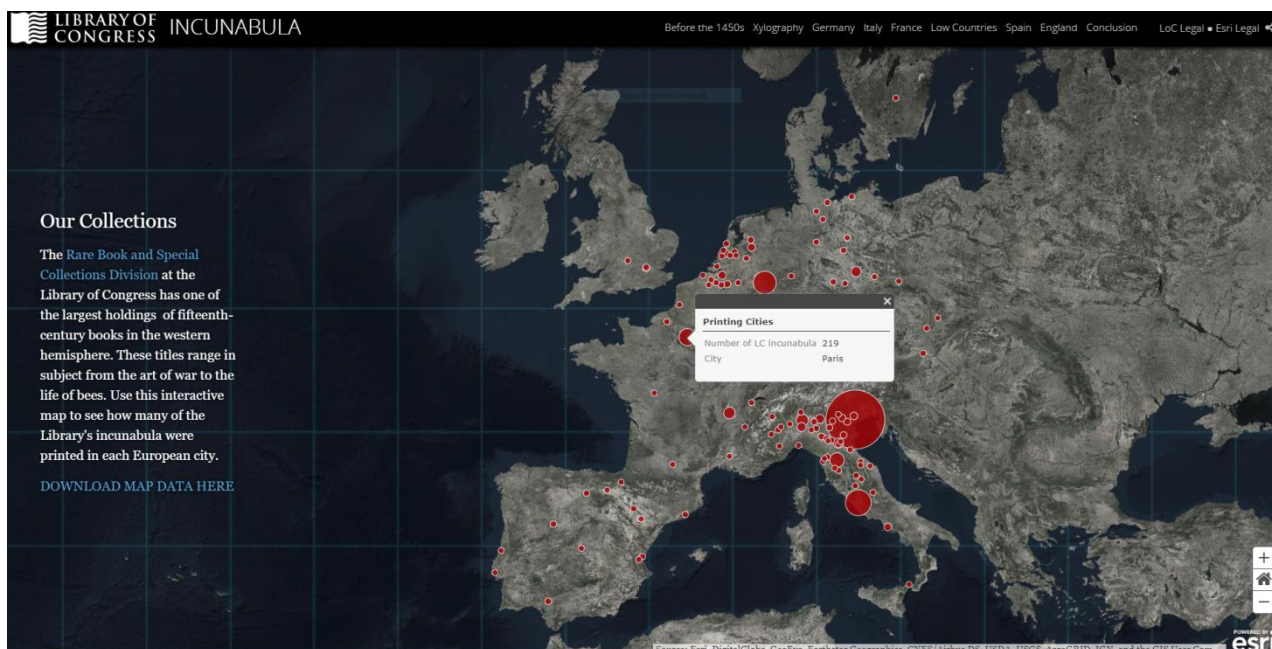 LIBRARY OF
CONGRESS
INCUNABULA
Before the 1450s Xylography Germany Italy France Low Countries Spain England Conclusion LoC Legal • Esri Legal
Our Collections
The Rare Book and Special
Collections Division at the
Library of Congress has one of
the largest holdings of fifteenth-
century books in the western
hemisphere. These titles range in
subject from the art of war to the
life of bees. Use this interactive
map to see how many of the
Library's incunabula were
printed in each European city.
DOWNLOAD MAP DATA HERE
×
Printing Cities
Number of LC incunabula 219
City Paris
+
−
POWERED BY
esri